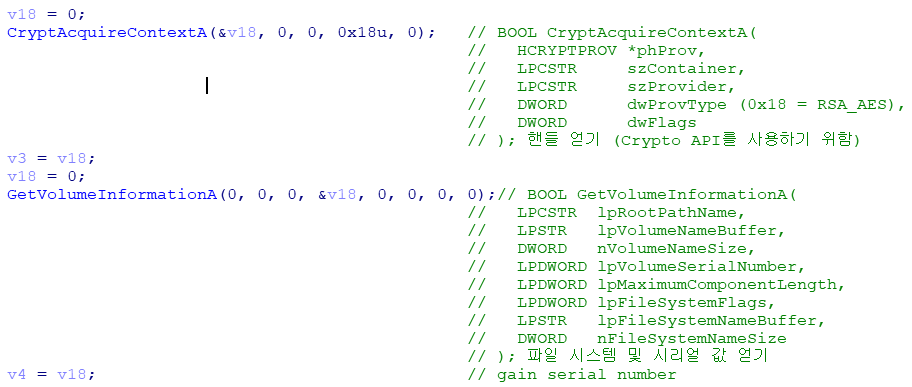 v18 = 0;
CryptAcquireContextA(&v18, 0, 0, 0x18u, 0);   // BOOL CryptAcquireContextA(
//   HCRYPTPROV *phProv,
//   LPCSTR     szContainer,
//   LPCSTR     szProvider,
//   DWORD      dwProvType (0x18 = RSA_AES),
//   DWORD      dwFlags
// ); 핸들 얻기 (Crypto API를 사용하기 위함)
v3 = v18;
v18 = 0;
GetVolumeInformationA(0, 0, 0, &v18, 0, 0, 0, 0);// BOOL GetVolumeInformationA(
//   LPCSTR  lpRootPathName,
//   LPSTR   lpVolumeNameBuffer,
//   DWORD   nVolumeNameSize,
//   LPDWORD lpVolumeSerialNumber,
//   LPDWORD lpMaximumComponentLength,
//   LPDWORD lpFileSystemFlags,
//   LPSTR   lpFileSystemNameBuffer,
//   DWORD   nFileSystemNameSize
// ); 파일 시스템 및 시리얼 값 얻기
v4 = v18;   // gain serial number